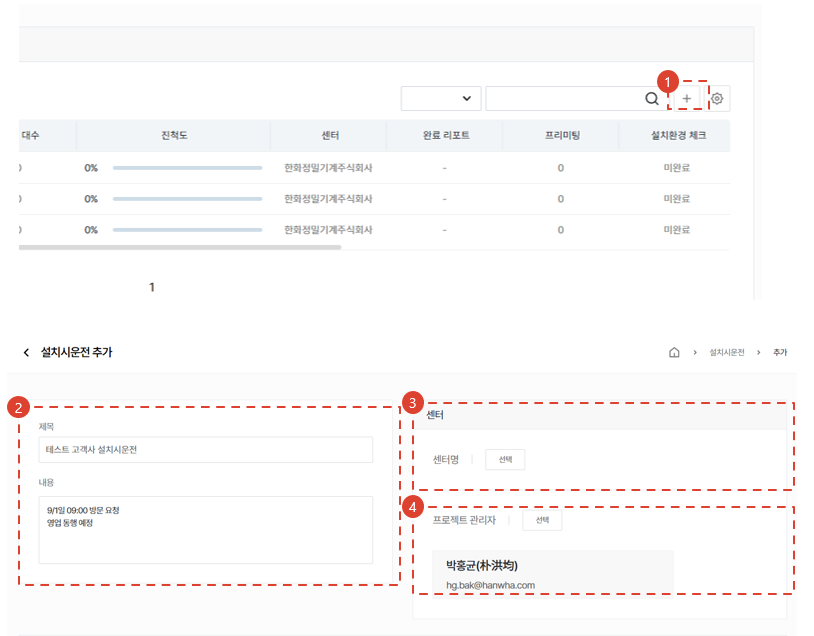 1
대수 진척도 센터 완료 리포트 프리미팅 설치환경 체크
0% 한화정밀기계주식회사 - 0 미완료
0% 한화정밀기계주식회사 - 0 미완료
0% 한화정밀기계주식회사 - 0 미완료
1
설치시운전 추가
설치시운전 추가
2
제목
테스트 고객사 설치시운전
내용
9/1일 09:00 방문 요청
영업 동행 예정
3
센터
센터명 선택
4
프로젝트 관리자 선택
박홍균(朴洪均)
hg.bak@hanwha.com